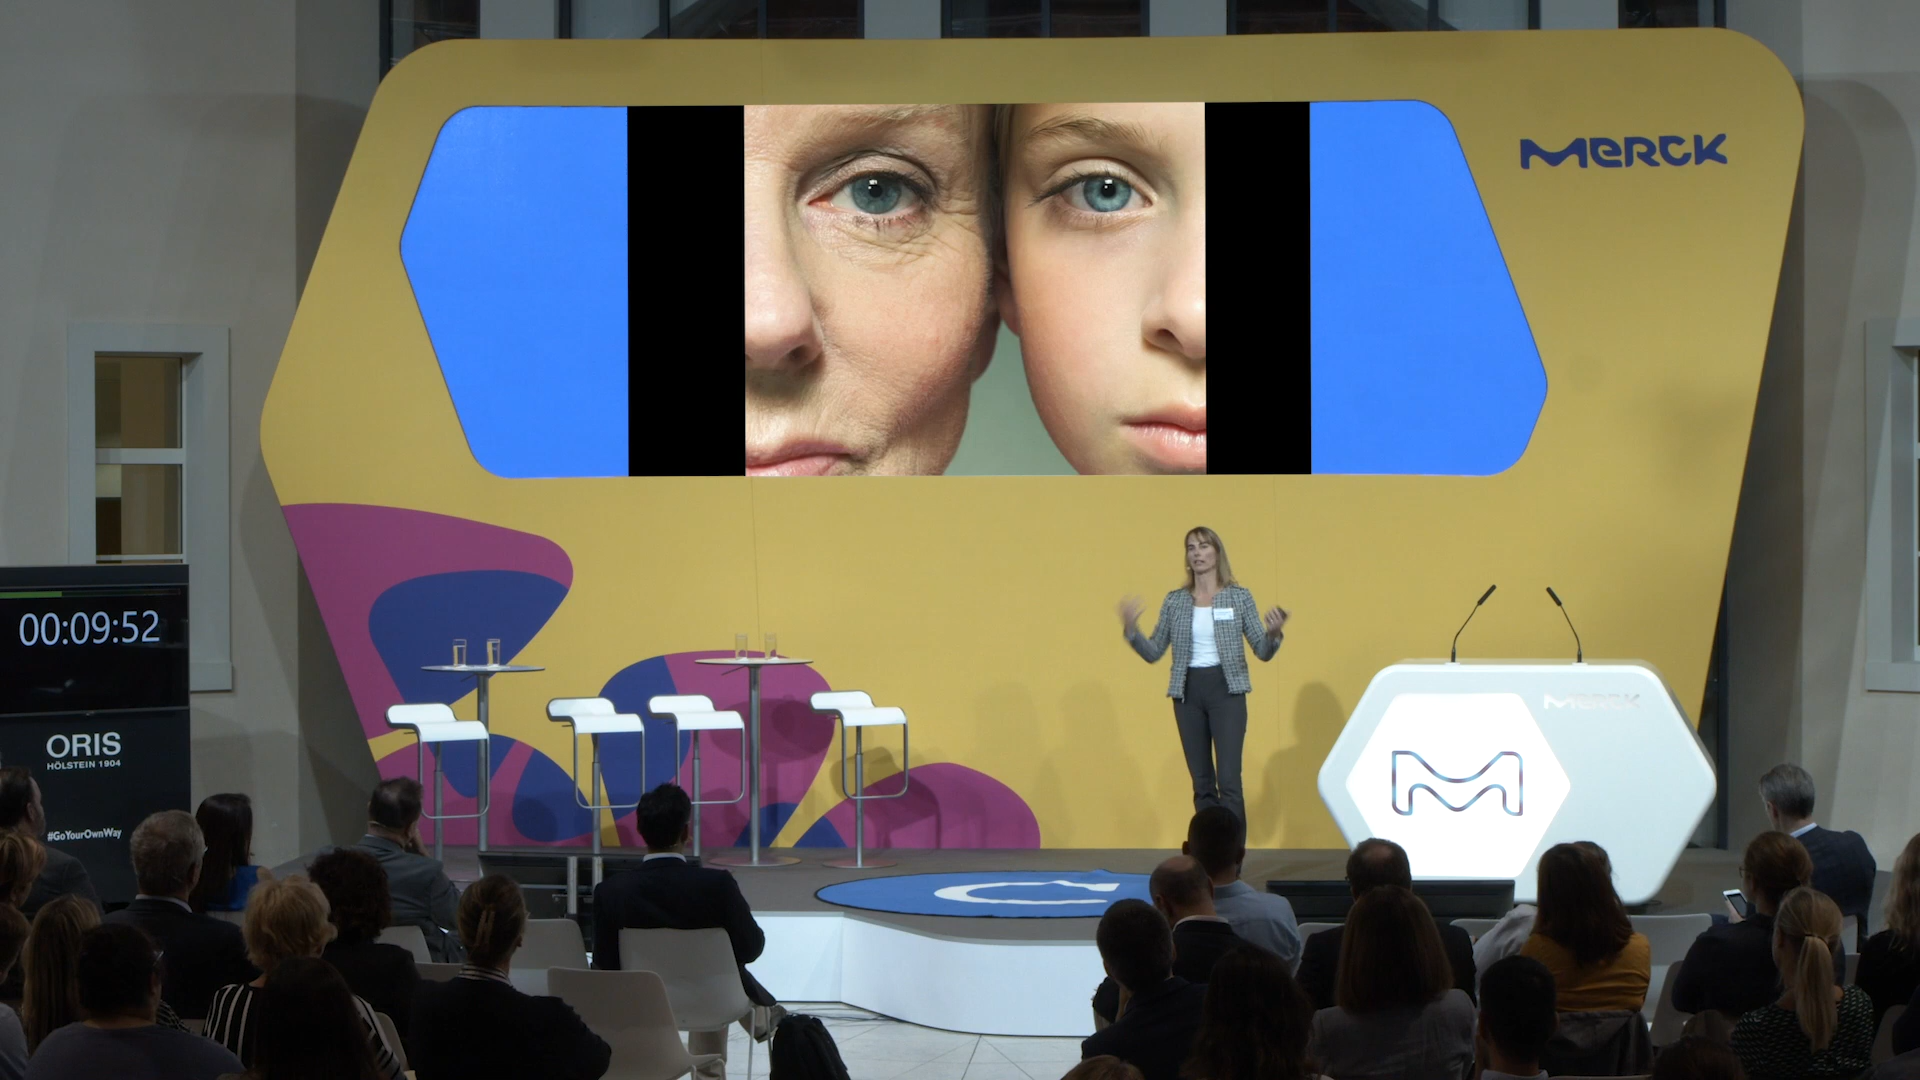 MERCK
00:09:52
ORIS
HÖLSTEIN 1904
#GoYourOwnWay
MERCK